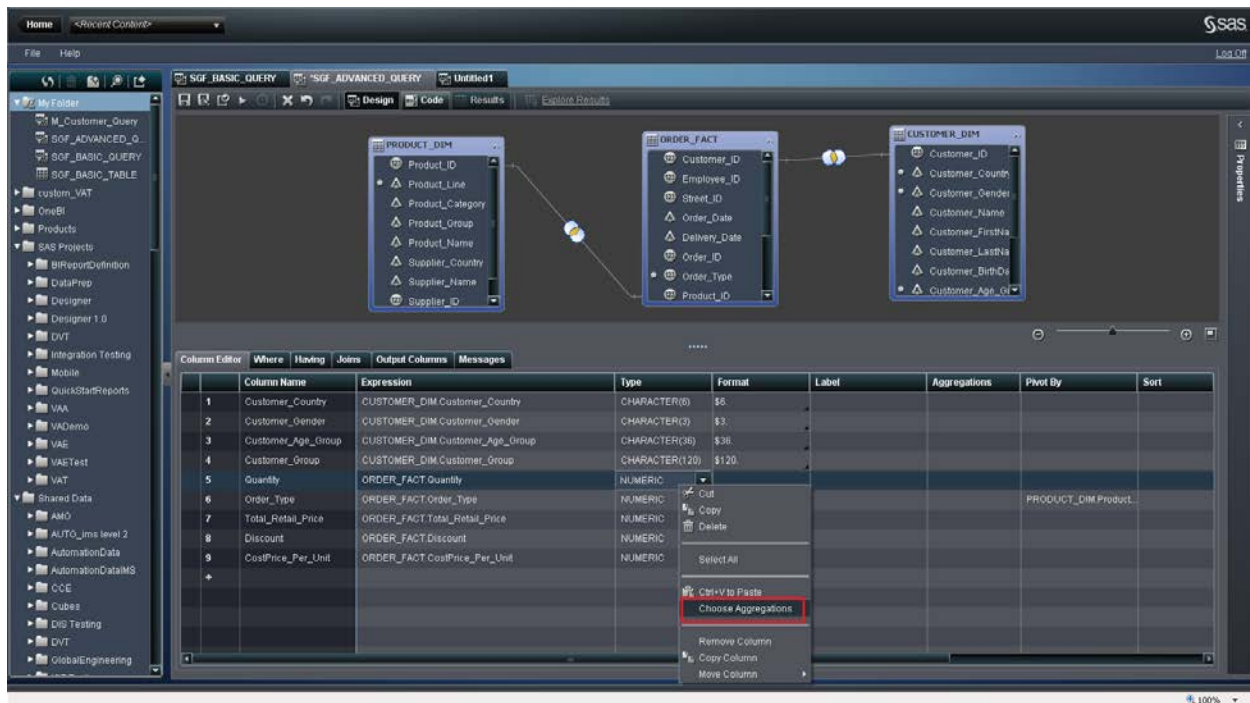 Home <Recent Content>
sas
File Help
Log Off
SGF_BASIC_QUERY *SGF_ADVANCED_QUERY Untitled1
Design Code Results Explore Results
My Folder
M_Customer_Query
SGF_ADVANCED_Q...
SGF_BASIC_QUERY
SGF_BASIC_TABLE
custom_VAT
OneBI
Products
SAS Projects
BIReportDefinition
DataPrep
Designer
Designer 1.0
DVT
Integration Testing
Mobile
QuickStartReports
VAA
VADemo
VAE
VAETest
VAT
Shared Data
AMO
AUTO_ims level 2
AutomationData
AutomationDataIMS
CCE
Cubes
DIS Testing
DVT
GlobalEngineering
PRODUCT_DIM
Product_ID
Product_Line
Product_Category
Product_Group
Product_Name
Supplier_Country
Supplier_Name
Supplier_ID
ORDER_FACT
Customer_ID
Employee_ID
Street_ID
Order_Date
Delivery_Date
Order_ID
Order_Type
Product_ID
CUSTOMER_DIM
Customer_ID
Customer_Countr
Customer_Gender
Customer_Name
Customer_FirstNa
Customer_LastNa
Customer_BirthDa
Customer_Age_Gr
Properties
Column Editor Where Having Joins Output Columns Messages
Column Name Expression Type Format Label Aggregations Pivot By Sort
1 Customer_Country CUSTOMER_DIM.Customer_Country CHARACTER(6) $6.
2 Customer_Gender CUSTOMER_DIM.Customer_Gender CHARACTER(3) $3.
3 Customer_Age_Group CUSTOMER_DIM.Customer_Age_Group CHARACTER(36) $36.
4 Customer_Group CUSTOMER_DIM.Customer_Group CHARACTER(120) $120.
5 Quantity ORDER_FACT.Quantity NUMERIC
6 Order_Type ORDER_FACT.Order_Type NUMERIC PRODUCT_DIM.Product...
7 Total_Retail_Price ORDER_FACT.Total_Retail_Price NUMERIC
8 Discount ORDER_FACT.Discount NUMERIC
9 CostPrice_Per_Unit ORDER_FACT.CostPrice_Per_Unit NUMERIC
+
Cut
Copy
Delete
Select All
Ctrl+V to Paste
Choose Aggregations
Remove Column
Copy Column
Move Column
100%